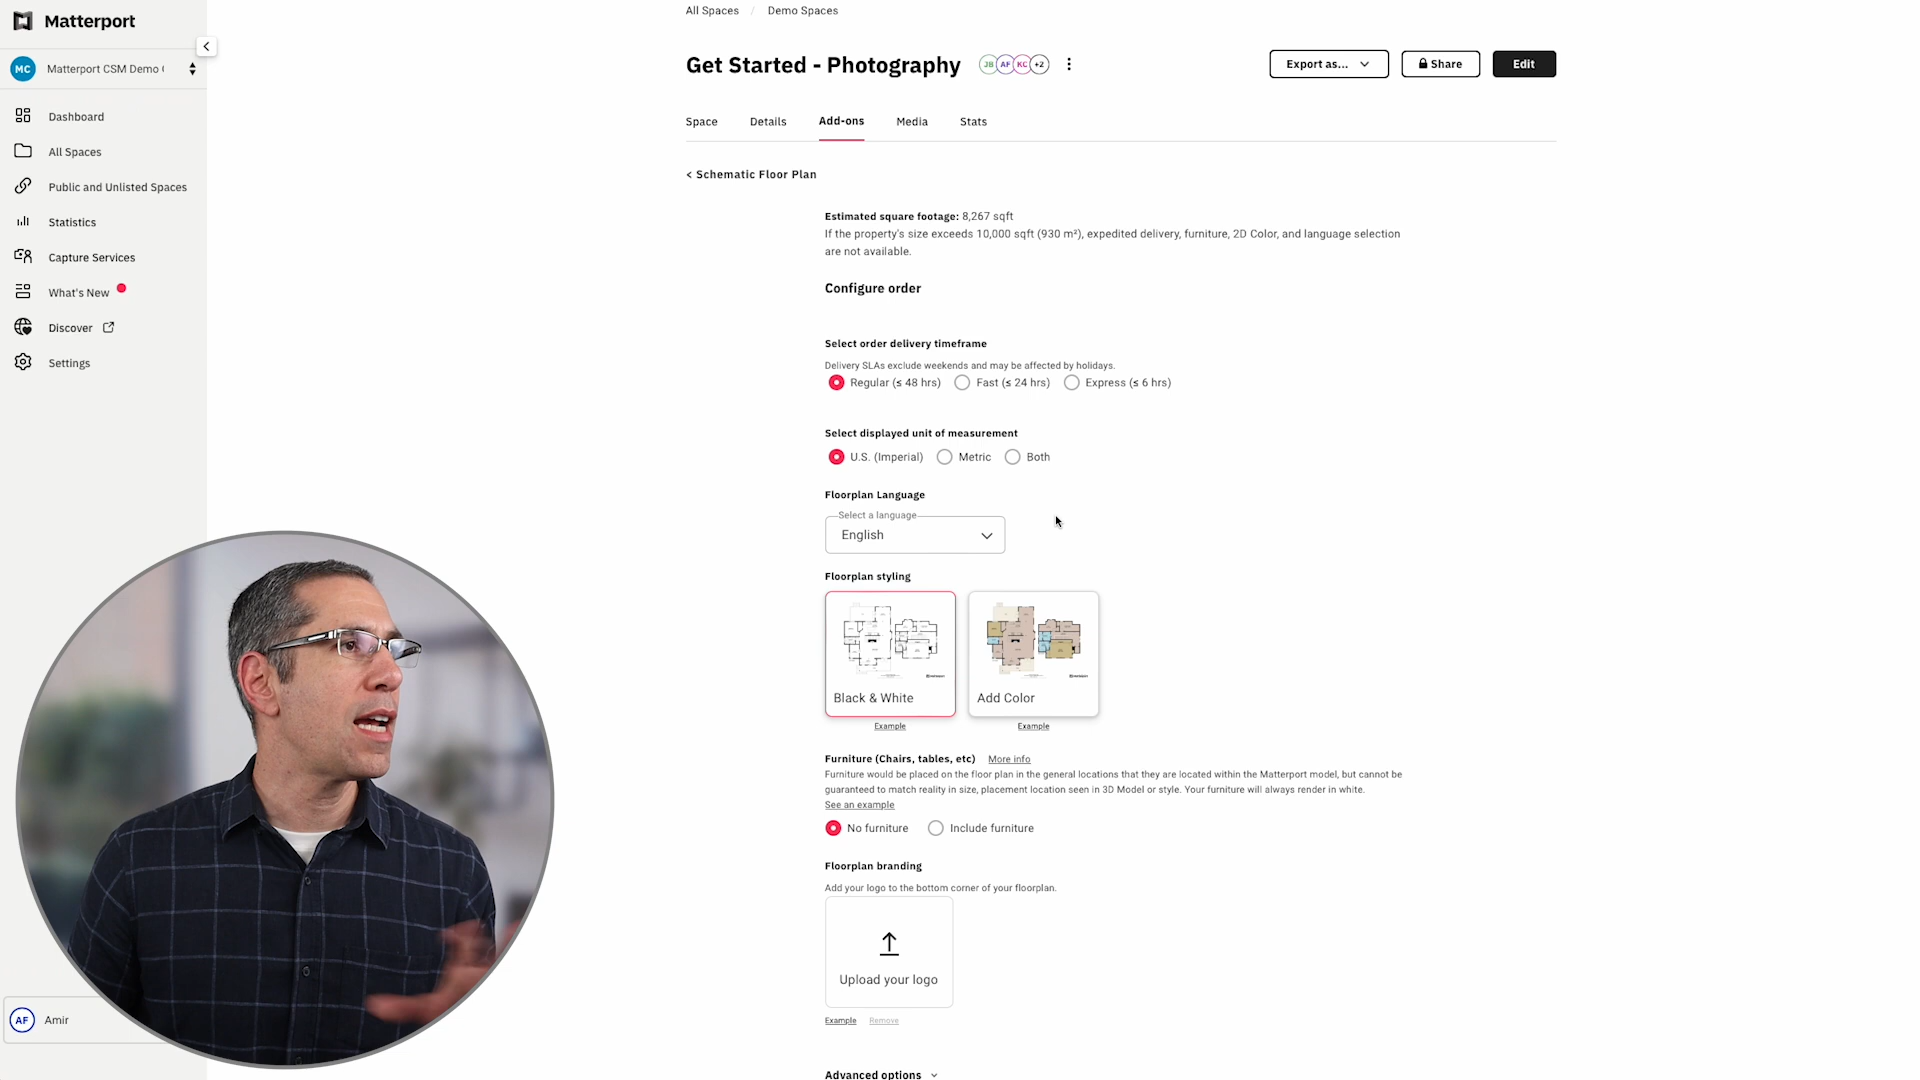 Matterport
MC Matterport CSM Demo
Dashboard
All Spaces
Public and Unlisted Spaces
Statistics
Capture Services
What's New
Discover
Settings
AF Amir
All Spaces / Demo Spaces
Get Started - Photography JB AF KC +2
Export as... Share Edit
Space Details Add-ons Media Stats
< Schematic Floor Plan
Estimated square footage: 8,267 sqft
If the property's size exceeds 10,000 sqft (930 m²), expedited delivery, furniture, 2D Color, and language selection
are not available.
Configure order
Select order delivery timeframe
Delivery SLAs exclude weekends and may be affected by holidays.
Regular (≤ 48 hrs) Fast (≤ 24 hrs) Express (≤ 6 hrs)
Select displayed unit of measurement
U.S. (Imperial) Metric Both
Floorplan Language
Select a language
English
Floorplan styling
Black & White Add Color
Example Example
Furniture (Chairs, tables, etc) More info
Furniture would be placed on the floor plan in the general locations that they are located within the Matterport model, but cannot be
guaranteed to match reality in size, placement location seen in 3D Model or style. Your furniture will always render in white.
See an example
No furniture Include furniture
Floorplan branding
Add your logo to the bottom corner of your floorplan.
Upload your logo
Example Remove
Advanced options